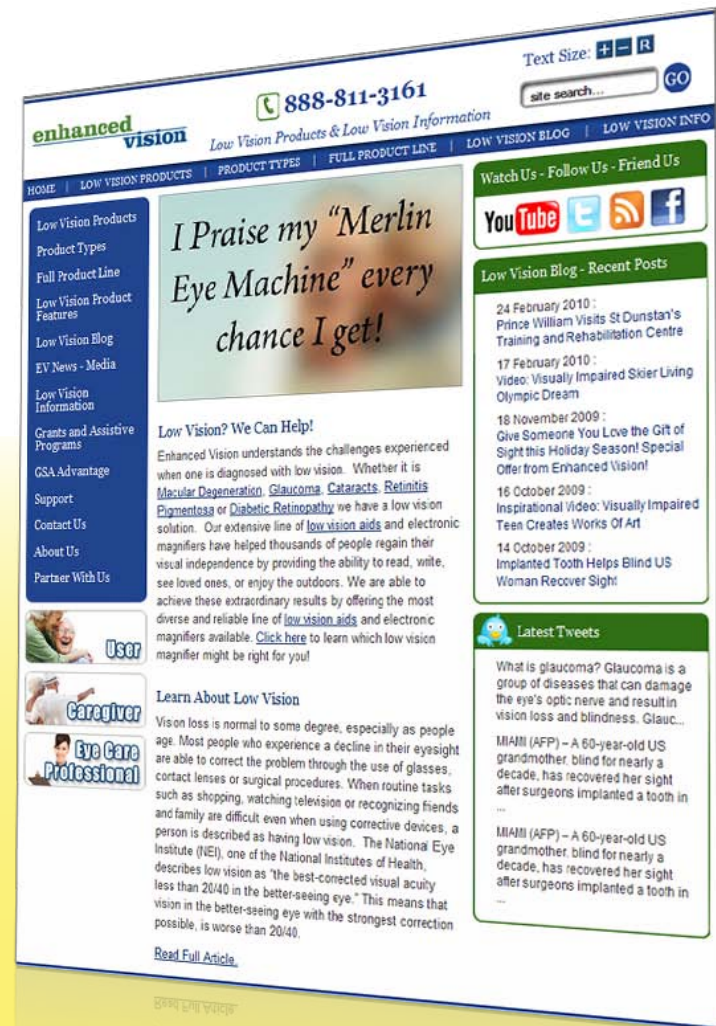 Text Size: + - R
888-811-3161
site search...
GO
enhanced
vision
Low Vision Products & Low Vision Information
HOME | LOW VISION PRODUCTS | PRODUCT TYPES | FULL PRODUCT LINE | LOW VISION BLOG | LOW VISION INFO
Low Vision Products
Product Types
Full Product Line
Low Vision Product
Features
Low Vision Blog
EV News - Media
Low Vision
Information
Grants and Assistive
Programs
GSA Advantage
Support
Contact Us
About Us
Partner With Us
User
Caregiver
Eye Care
Professional
I Praise my “Merlin
Eye Machine” every
chance I get!
Low Vision? We Can Help!
Enhanced Vision understands the challenges experienced
when one is diagnosed with low vision. Whether it is
Macular Degeneration, Glaucoma, Cataracts, Retinitis
Pigmentosa or Diabetic Retinopathy we have a low vision
solution. Our extensive line of low vision aids and electronic
magnifiers have helped thousands of people regain their
visual independence by providing the ability to read, write,
see loved ones, or enjoy the outdoors. We are able to
achieve these extraordinary results by offering the most
diverse and reliable line of low vision aids and electronic
magnifiers available. Click here to learn which low vision
magnifier might be right for you!
Learn About Low Vision
Vision loss is normal to some degree, especially as people
age. Most people who experience a decline in their eyesight
are able to correct the problem through the use of glasses,
contact lenses or surgical procedures. When routine tasks
such as shopping, watching television or recognizing friends
and family are difficult even when using corrective devices, a
person is described as having low vision. The National Eye
Institute (NEI), one of the National Institutes of Health,
describes low vision as "the best-corrected visual acuity
less than 20/40 in the better-seeing eye." This means that
vision in the better-seeing eye with the strongest correction
possible, is worse than 20/40.
Read Full Article.
Watch Us - Follow Us - Friend Us
You Tube t f
Low Vision Blog - Recent Posts
24 February 2010 :
Prince William Visits St Dunstan's
Training and Rehabilitation Centre
17 February 2010 :
Video: Visually Impaired Skier Living
Olympic Dream
18 November 2009 :
Give Someone You Love the Gift of
Sight this Holiday Season! Special
Offer from Enhanced Vision!
16 October 2009 :
Inspirational Video: Visually Impaired
Teen Creates Works Of Art
14 October 2009 :
Implanted Tooth Helps Blind US
Woman Recover Sight
Latest Tweets
What is glaucoma? Glaucoma is a
group of diseases that can damage
the eye's optic nerve and result in
vision loss and blindness. Glauc...
MIAMI (AFP) – A 60-year-old US
grandmother, blind for nearly a
decade, has recovered her sight
after surgeons implanted a tooth in
...
MIAMI (AFP) – A 60-year-old US
grandmother, blind for nearly a
decade, has recovered her sight
after surgeons implanted a tooth in
...